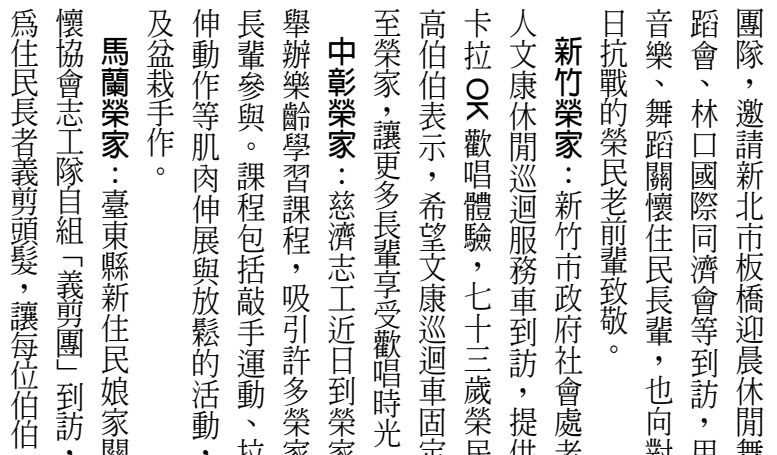 團隊，邀請新北市板橋迎晨休閒舞
蹈會、林口國際同濟會等到訪，用
音樂、舞蹈關懷住民長輩，也向對
日抗戰的榮民老前輩致敬。
新竹榮家：新竹市政府社會處老
人文康休閒巡迴服務車到訪，提供
卡拉OK歡唱體驗，七十三歲榮民
高伯伯表示，希望文康巡迴車固定
至榮家，讓更多長輩享受歡唱時光
中彰榮家：慈濟志工近日到榮家
舉辦樂齡學習課程，吸引許多榮家
長輩參與。課程包括敲手運動、拉
伸動作等肌肉伸展與放鬆的活動，
及盆栽手作。
馬蘭榮家：臺東縣新住民娘家關
懷協會志工隊自組「義剪團」到訪，
為住民長者義剪頭髮，讓每位伯伯